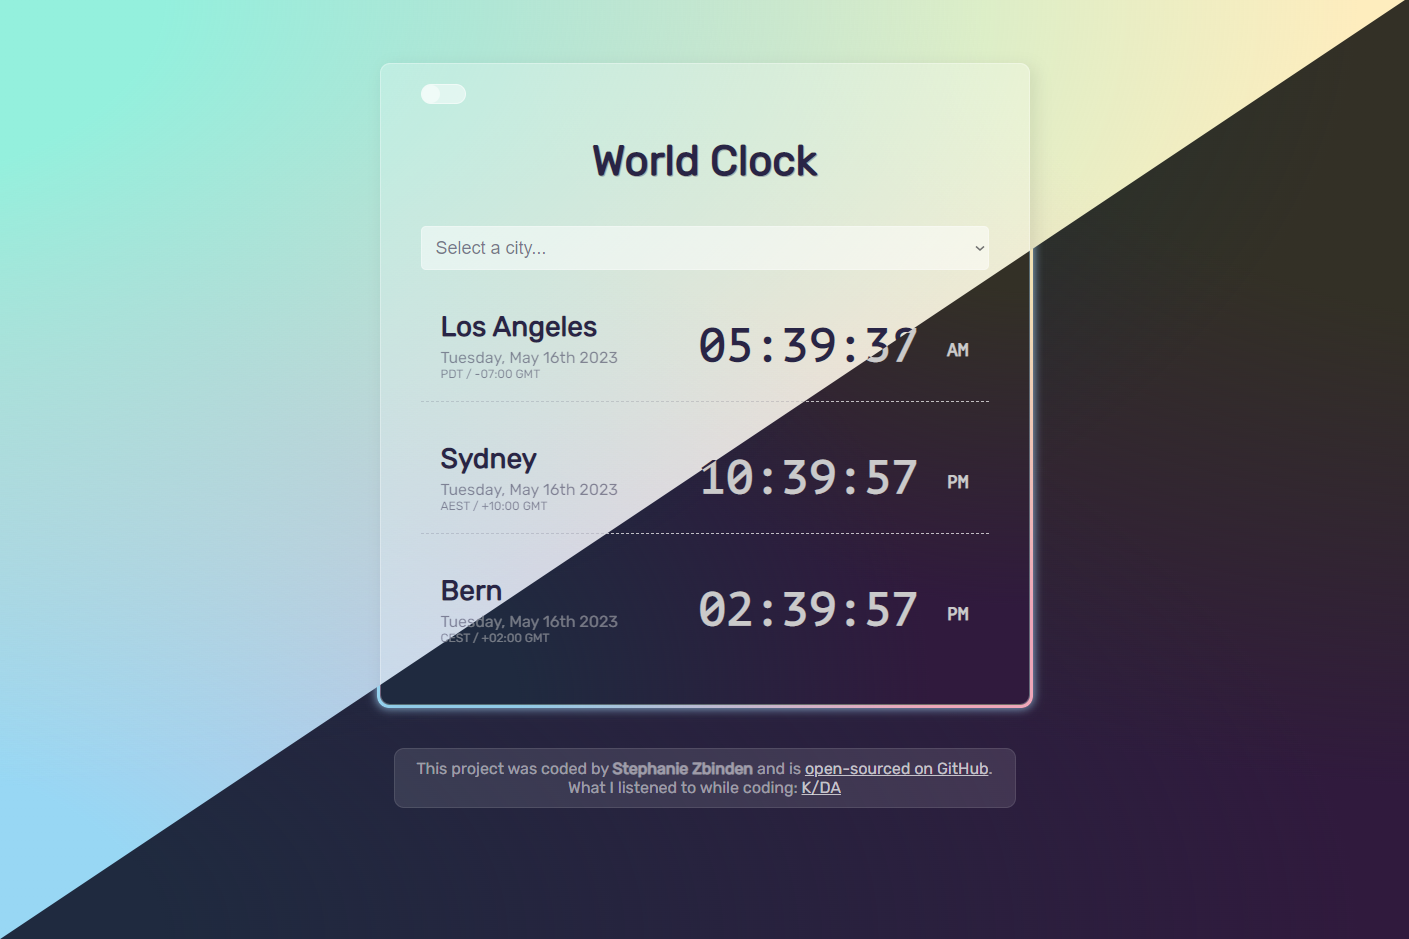 World Clock
Select a city...
Los Angeles
Tuesday, May 16th 2023
PDT / -07:00 GMT
AM
Sydney
Tuesday, May 16th 2023
AEST / +10:00 GMT
10:39:57 PM
Bern
Tuesday, May 16th 2023
CEST / +02:00 GMT
02:39:57 PM
This project was coded by Stephanie Zbinden and is open-sourced on GitHub.
What I listened to while coding: K/DA